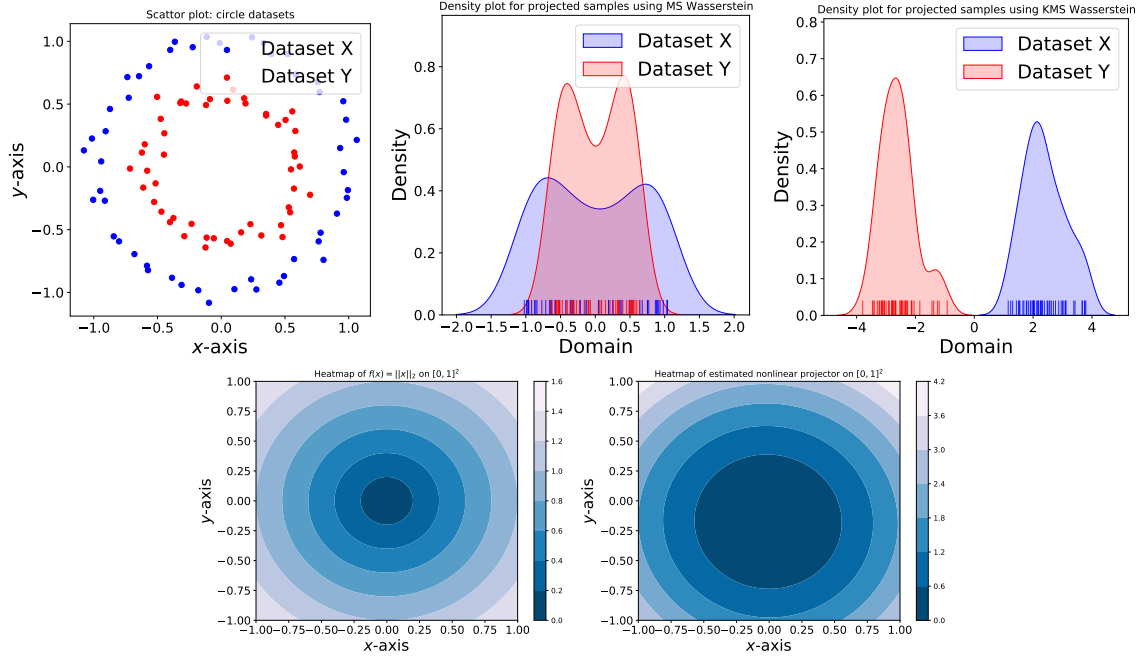 Scattor plot: circle datasets
Dataset X
Dataset Y
1.0
0.5
0.0
−0.5
−1.0
y-axis
−1.0 −0.5 0.0 0.5 1.0
x-axis
Density plot for projected samples using MS Wasserstein
Dataset X
Dataset Y
0.8
0.6
0.4
0.2
0.0
Density
−2.0 −1.5 −1.0 −0.5 0.0 0.5 1.0 1.5 2.0
Domain
Density plot for projected samples using KMS Wasserstein
Dataset X
Dataset Y
0.8
0.7
0.6
0.5
0.4
0.3
0.2
0.1
0.0
Density
−4 −2 0 2 4
Domain
Heatmap of f(x) = ||x||₂ on [0, 1]²
1.00
0.75
0.50
0.25
0.00
−0.25
−0.50
−0.75
−1.00
y-axis
−1.00 −0.75 −0.50 −0.25 0.00 0.25 0.50 0.75 1.00
x-axis
1.6
1.4
1.2
1.0
0.8
0.6
0.4
0.2
0.0
Heatmap of estimated nonlinear projector on [0, 1]²
1.00
0.75
0.50
0.25
0.00
−0.25
−0.50
−0.75
−1.00
y-axis
−1.00 −0.75 −0.50 −0.25 0.00 0.25 0.50 0.75 1.00
x-axis
4.2
3.6
3.0
2.4
1.8
1.2
0.6
0.0